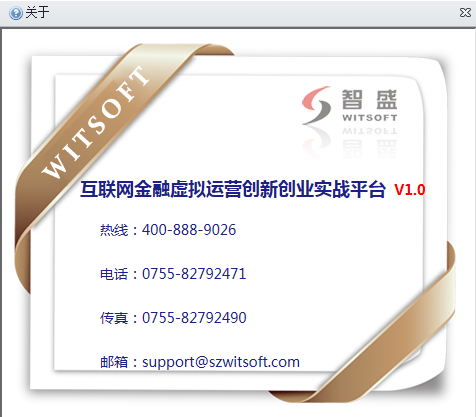 关于
WITSOFT
智盛
WITSOFT
互联网金融虚拟运营创新创业实战平台 V1.0
热线：400-888-9026
电话：0755-82792471
传真：0755-82792490
邮箱：support@szwitsoft.com